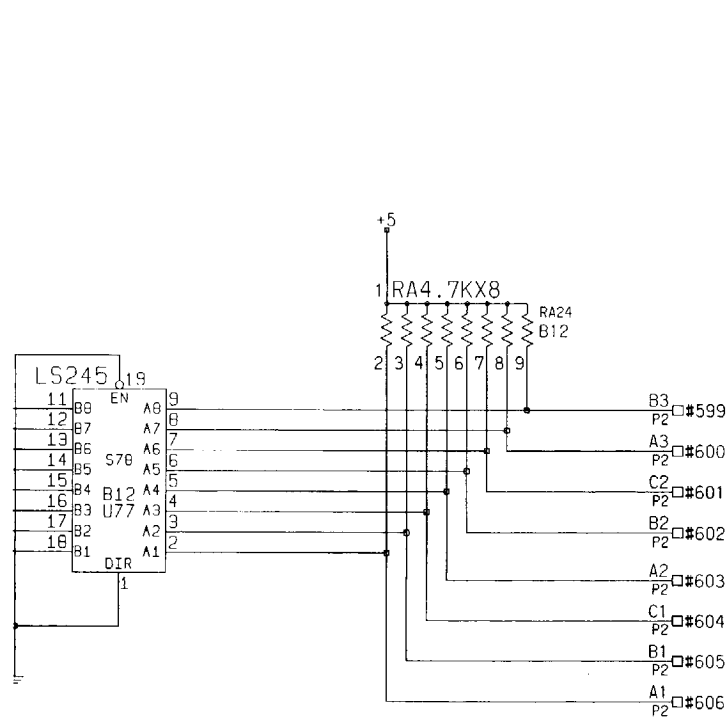 +5
1 RA4.7KX8
RA24
B12
2 3 4 5 6 7 8 9
LS245 19
EN
11 B8 A8 9
12 B7 A7 8
13 B6 A6 7
14 B5 A5 6
S78
15 B4 A4 5
B12
16 B3 A3 4
U77
17 B2 A2 3
18 B1 A1 2
DIR
1
B3
P2 #599
A3
P2 #600
C2
P2 #601
B2
P2 #602
A2
P2 #603
C1
P2 #604
B1
P2 #605
A1
P2 #606